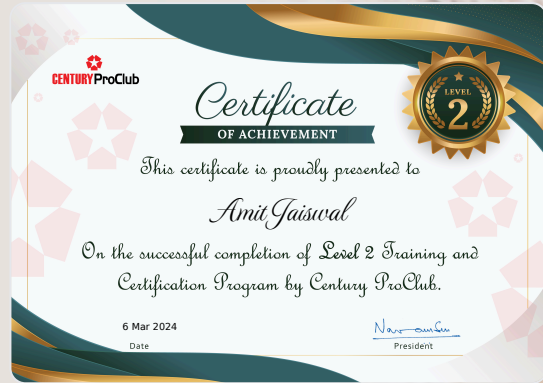 CENTURY ProClub
Certificate
OF ACHIEVEMENT
LEVEL
2
This certificate is proudly presented to
Amit Jaiswal
On the successful completion of Level 2 Training and
Certification Program by Century ProClub.
6 Mar 2024
Date
President